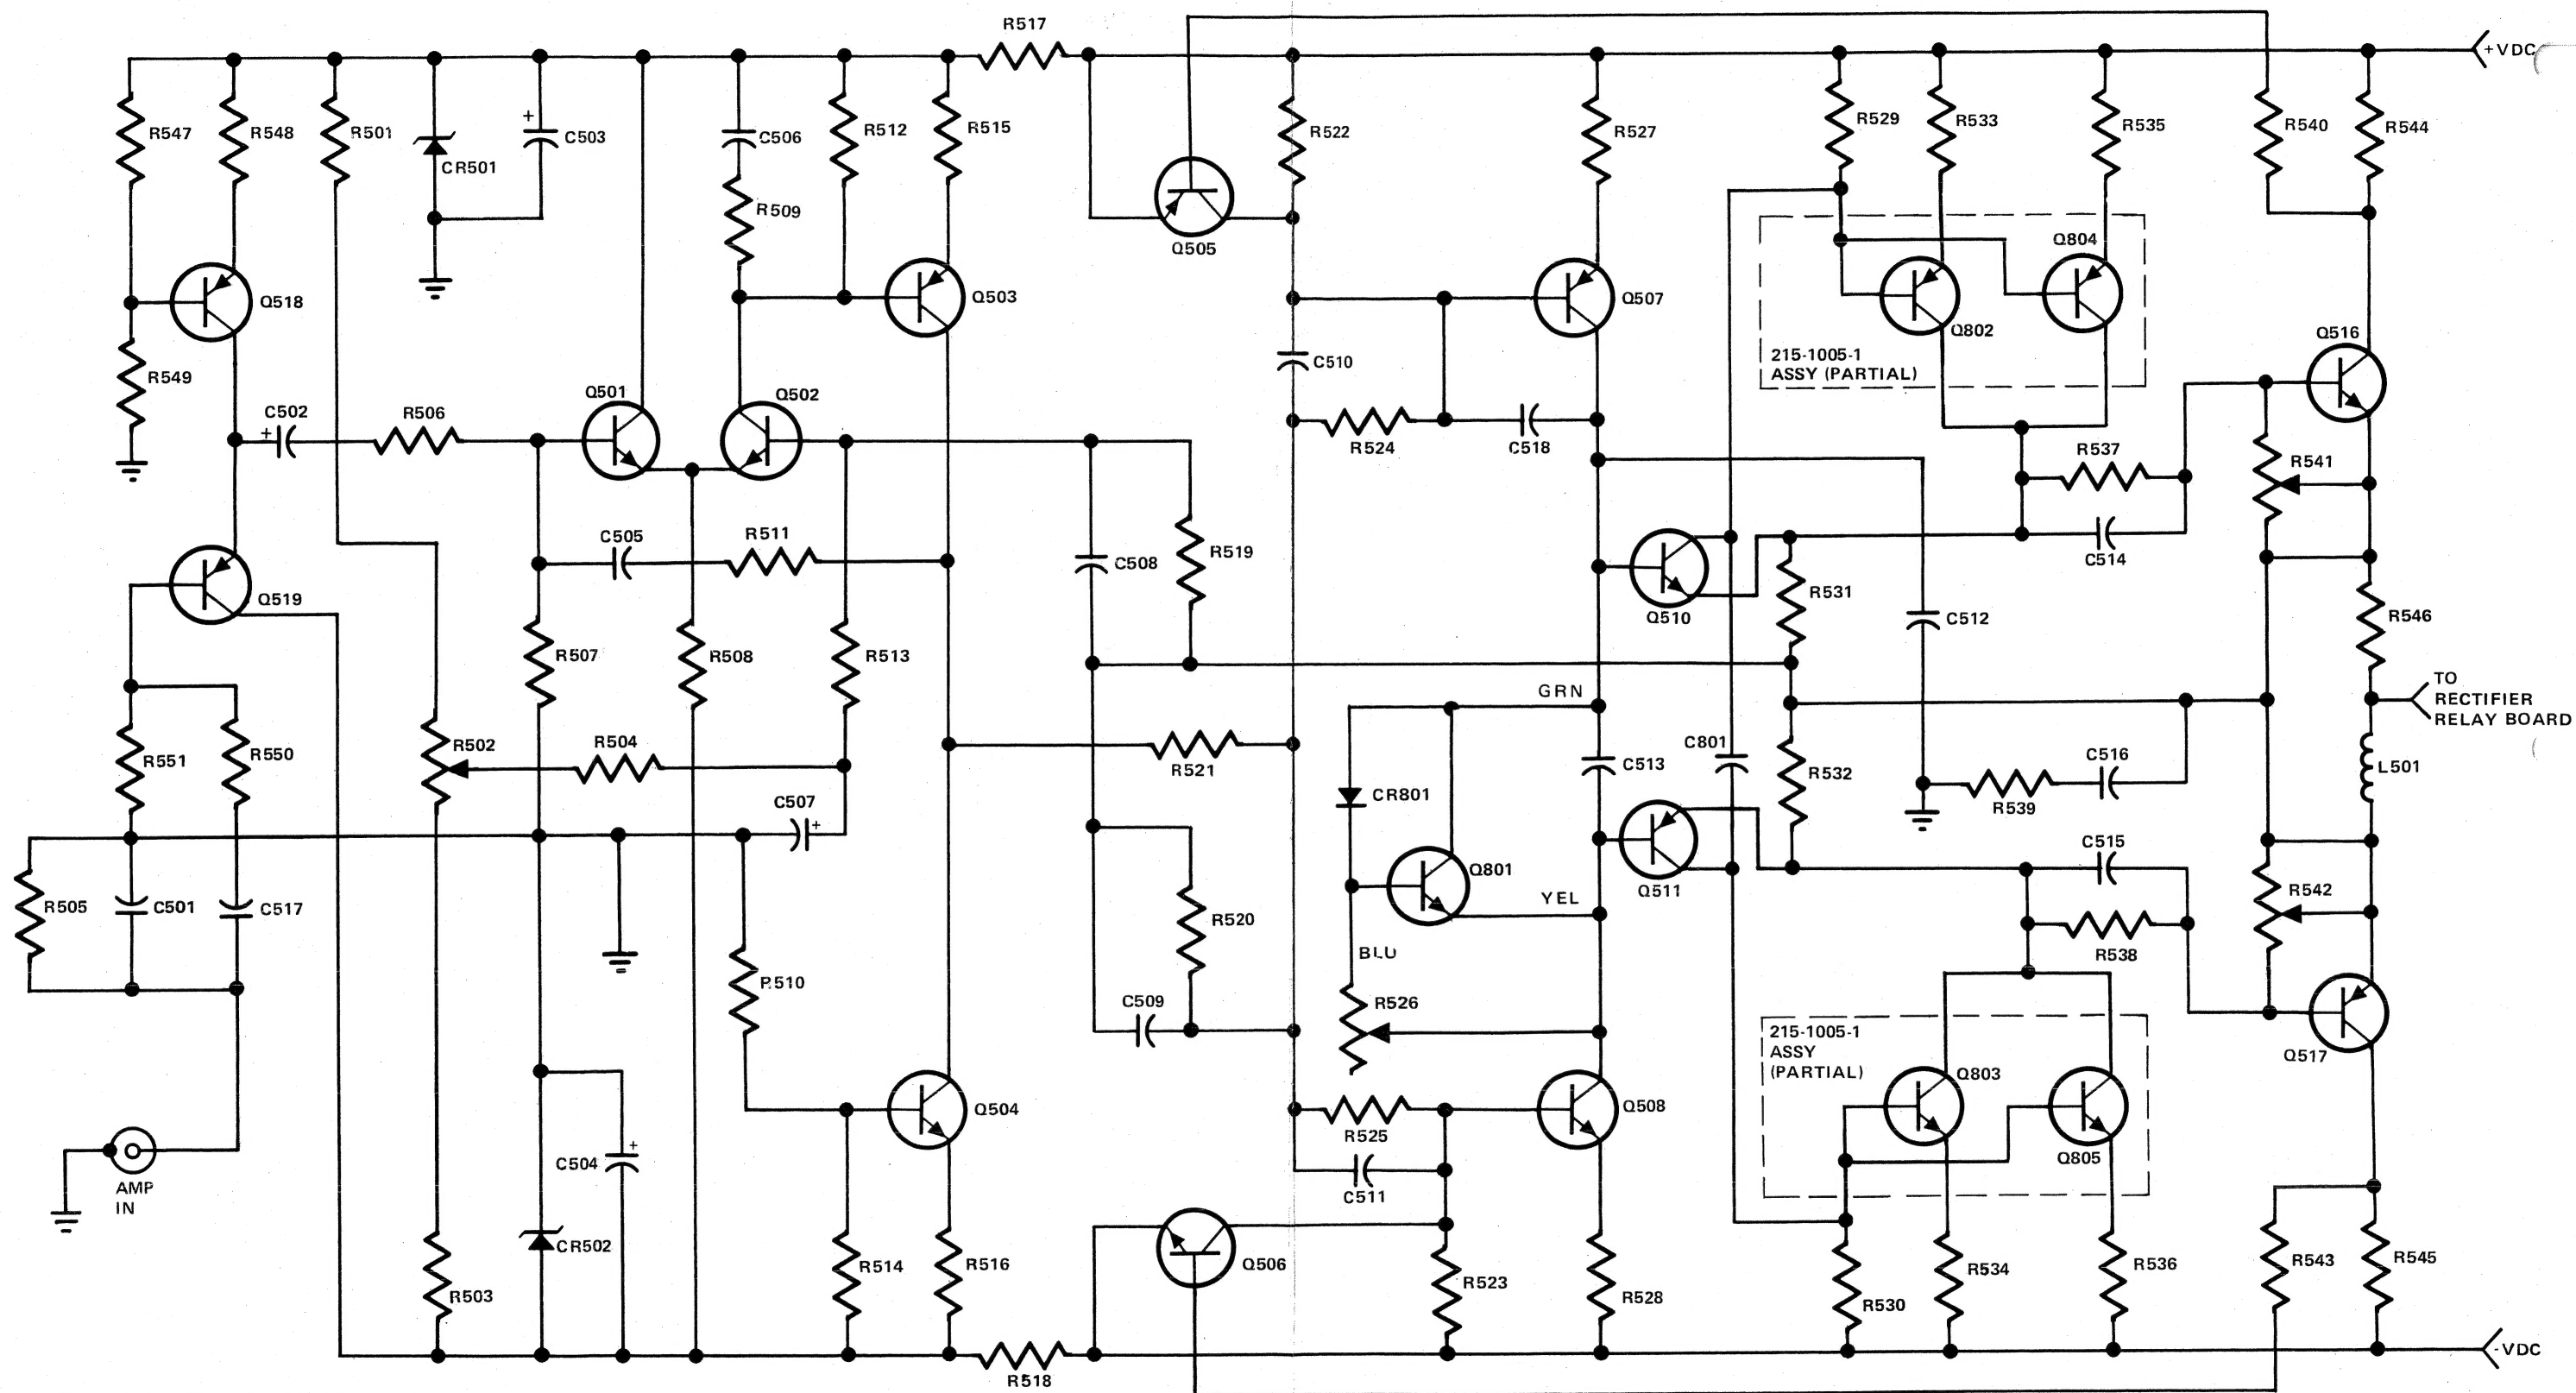 R517
+VDC
R547
R548
R501
CR501
+
C503
C506
R512
R515
R509
Q505
R522
R527
R529
R533
R535
R540
R544
Q518
Q503
Q507
Q804
Q802
215-1005-1
ASSY (PARTIAL)
Q516
R549
C510
Q501
Q502
C502
+
R506
R524
C518
R537
R541
C514
Q519
C505
R511
C508
R519
Q510
R531
C512
R546
R507
R508
R513
GRN
TO
RECTIFIER
RELAY BOARD
R551
R550
R502
R504
R521
C513
C801
R532
C516
R539
L501
C507
+
CR801
Q511
C515
R542
R505
C501
C517
Q801
YEL
R520
R538
BLU
R510
C509
R526
215-1005-1
ASSY
(PARTIAL)
Q803
Q517
Q504
R525
Q508
Q805
C504
+
AMP
IN
C511
CR502
R503
R514
R516
Q506
R523
R528
R530
R534
R536
R543
R545
R518
-VDC